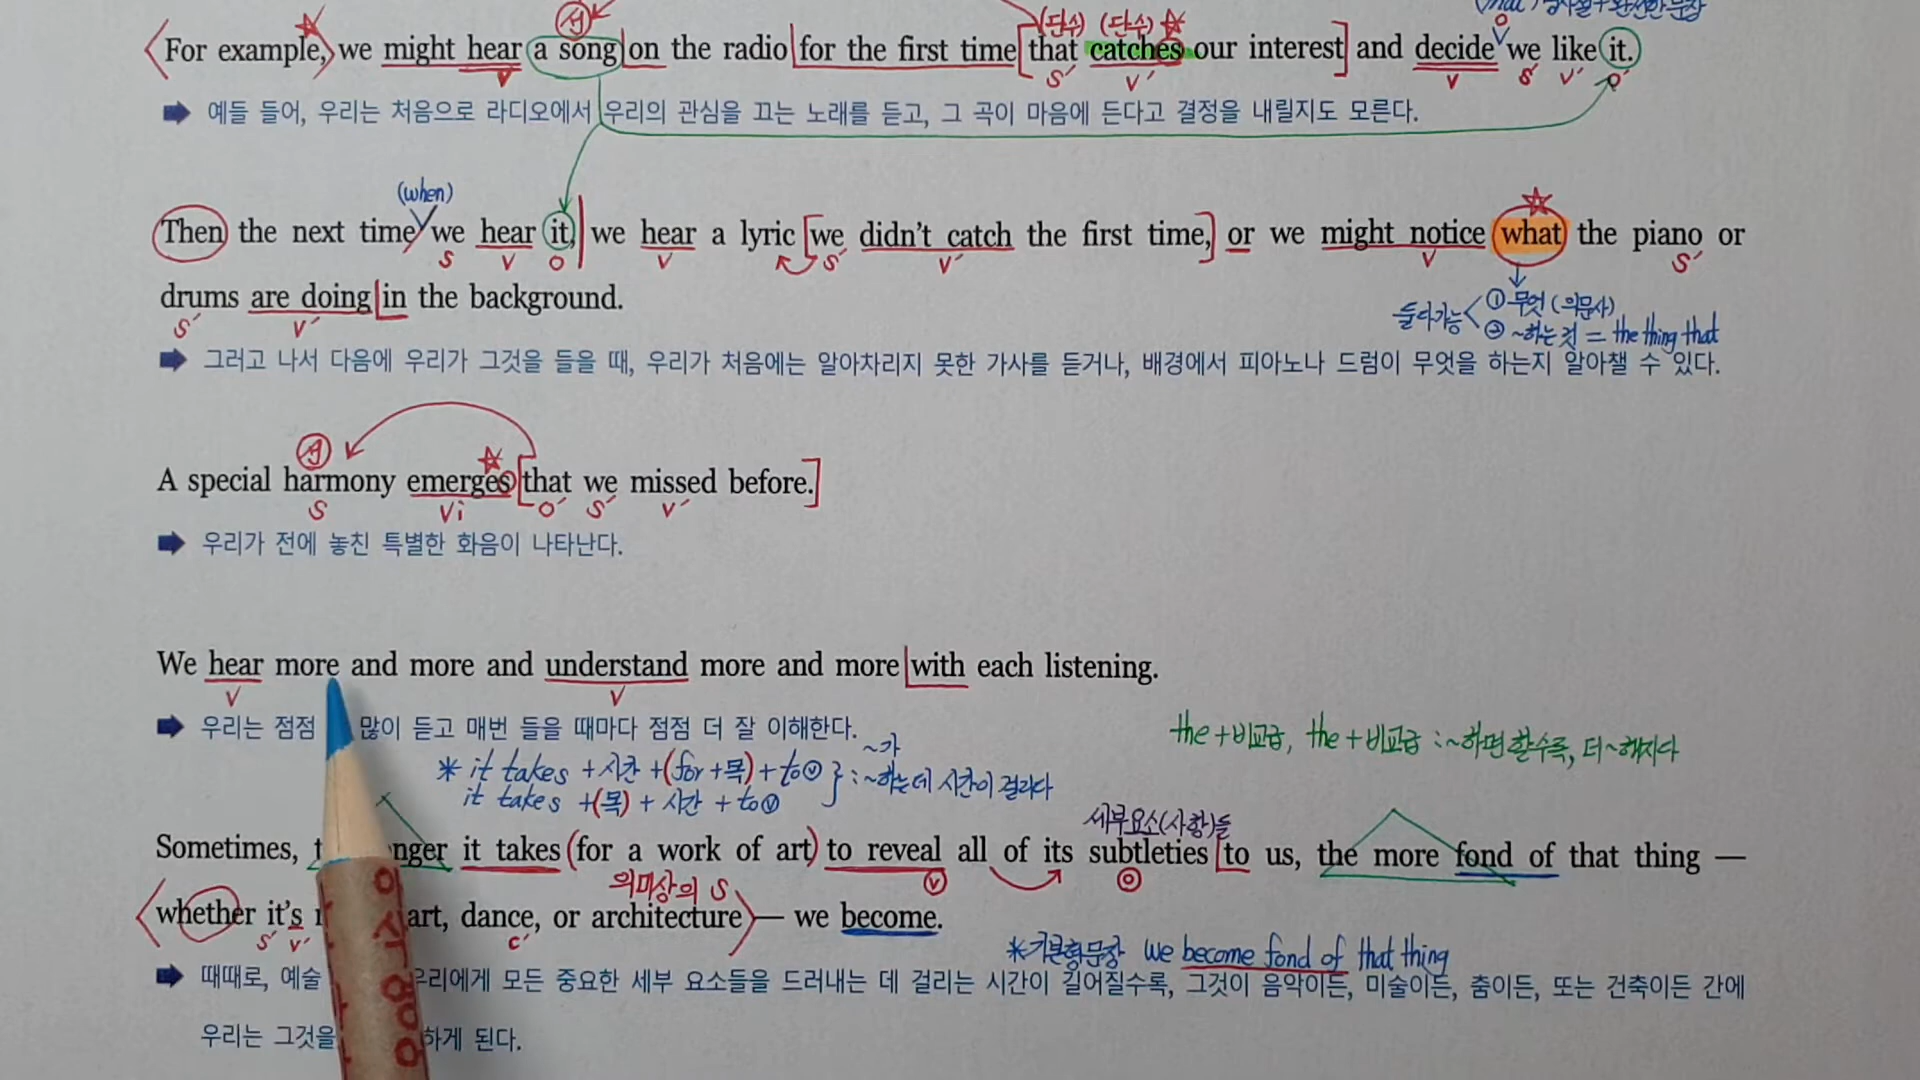 (단수) (단수)
For example, we might hear a song on the radio for the first time that catches our interest and decide we like it.
S´ V´ V V S´ V´ O´
예들 들어, 우리는 처음으로 라디오에서 우리의 관심을 끄는 노래를 듣고, 그 곡이 마음에 든다고 결정을 내릴지도 모른다.
(when)
Then the next time we hear it, we hear a lyric we didn't catch the first time, or we might notice what the piano or
S V O V S´ V´ V S´
drums are doing in the background.
S´ V´
둘다가능 ① 무엇 (의문사)
② ~하는 것 = the thing that
그러고 나서 다음에 우리가 그것을 들을 때, 우리가 처음에는 알아차리지 못한 가사를 듣거나, 배경에서 피아노나 드럼이 무엇을 하는지 알아챌 수 있다.
A special harmony emerges that we missed before.
S Vi O´ S´ V´
우리가 전에 놓친 특별한 화음이 나타난다.
We hear more and more and understand more and more with each listening.
V V
우리는 점점 많이 듣고 매번 들을 때마다 점점 더 잘 이해한다.
the+비교급, the+비교급 : ~하면 할수록, 더 ~해지다
~가
* it takes + 시간 + (for + 목) + to ⓥ : ~하는 데 시간이 걸리다
it takes + (목) + 시간 + to ⓥ
세부요소(사항)들
Sometimes, it takes (for a work of art) to reveal all of its subtleties to us, the more fond of that thing —
의미상의 S ⓥ ⓞ
whether it's art, dance, or architecture — we become.
S´ V´ C´
*기본형문장 we become fond of that thing
때때로, 예술 우리에게 모든 중요한 세부 요소들을 드러내는 데 걸리는 시간이 길어질수록, 그것이 음악이든, 미술이든, 춤이든, 또는 건축이든 간에
우리는 그것을 하게 된다.